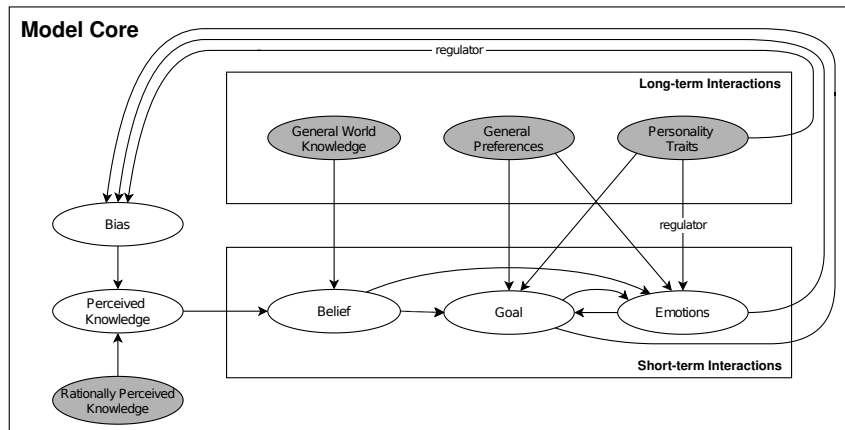 Model Core
regulator
Long-term Interactions
General World
Knowledge
General
Preferences
Personality
Traits
Bias
regulator
Perceived
Knowledge
Belief
Goal
Emotions
Short-term Interactions
Rationally Perceived
Knowledge